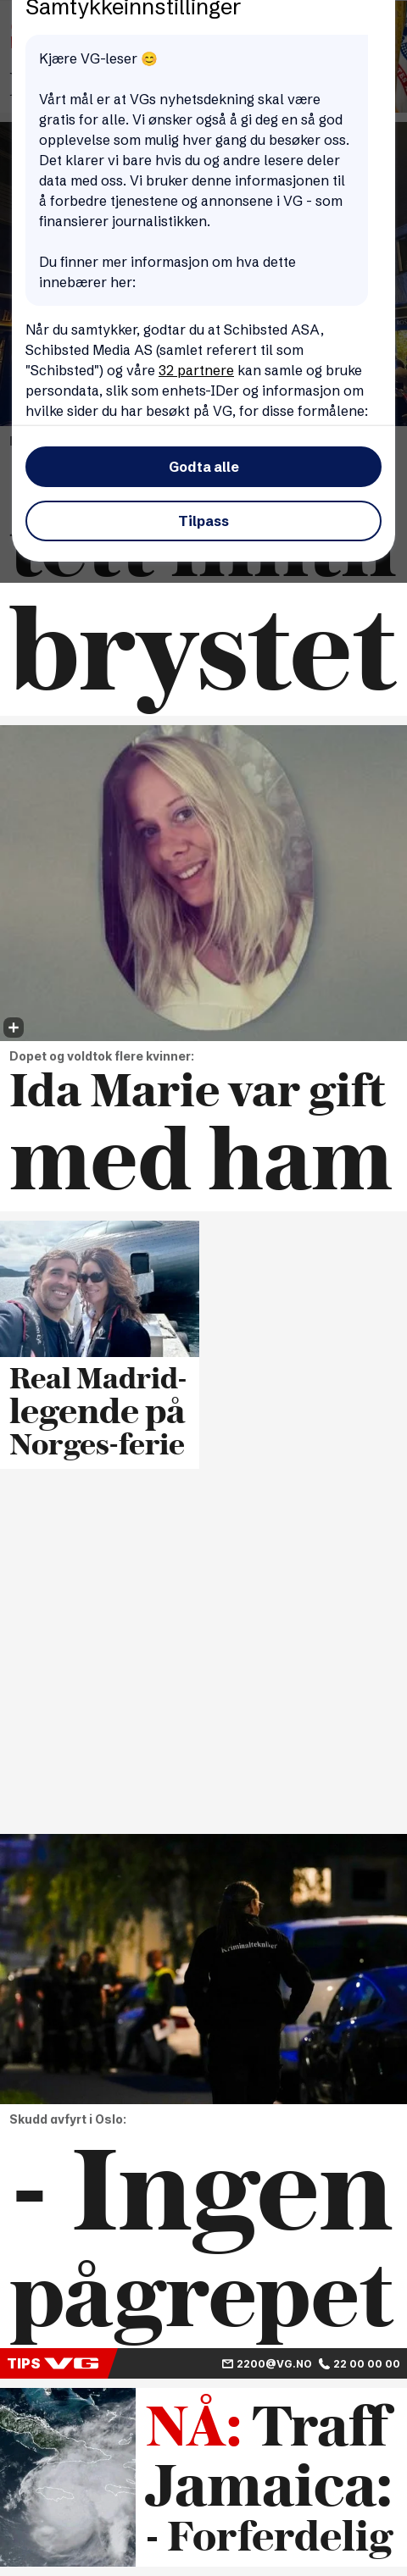 Samtykkeinnstillinger
Kjære VG-leser 😊
Vårt mål er at VGs nyhetsdekning skal være
gratis for alle. Vi ønsker også å gi deg en så god
opplevelse som mulig hver gang du besøker oss.
Det klarer vi bare hvis du og andre lesere deler
data med oss. Vi bruker denne informasjonen til
å forbedre tjenestene og annonsene i VG - som
finansierer journalistikken.
Du finner mer informasjon om hva dette
innebærer her:
Når du samtykker, godtar du at Schibsted ASA,
Schibsted Media AS (samlet referert til som
"Schibsted") og våre 32 partnere kan samle og bruke
persondata, slik som enhets-IDer og informasjon om
hvilke sider du har besøkt på VG, for disse formålene:
Godta alle
Tilpass
brystet
Dopet og voldtok flere kvinner:
Ida Marie var gift
med ham
Real Madrid-
legende på
Norges-ferie
Kriminaltekniker
Skudd avfyrt i Oslo:
- Ingen
pågrepet
TIPS VG 2200@VG.NO 22 00 00 00
NÅ: Traff
Jamaica:
- Forferdelig